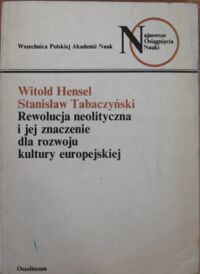 Najnowsze
Osiągnięcia
Nauki
Wszechnica Polskiej Akademii Nauk
Witold Hensel
Stanisław Tabaczyński
Rewolucja neolityczna
i jej znaczenie
dla rozwoju
kultury europejskiej
Ossolineum